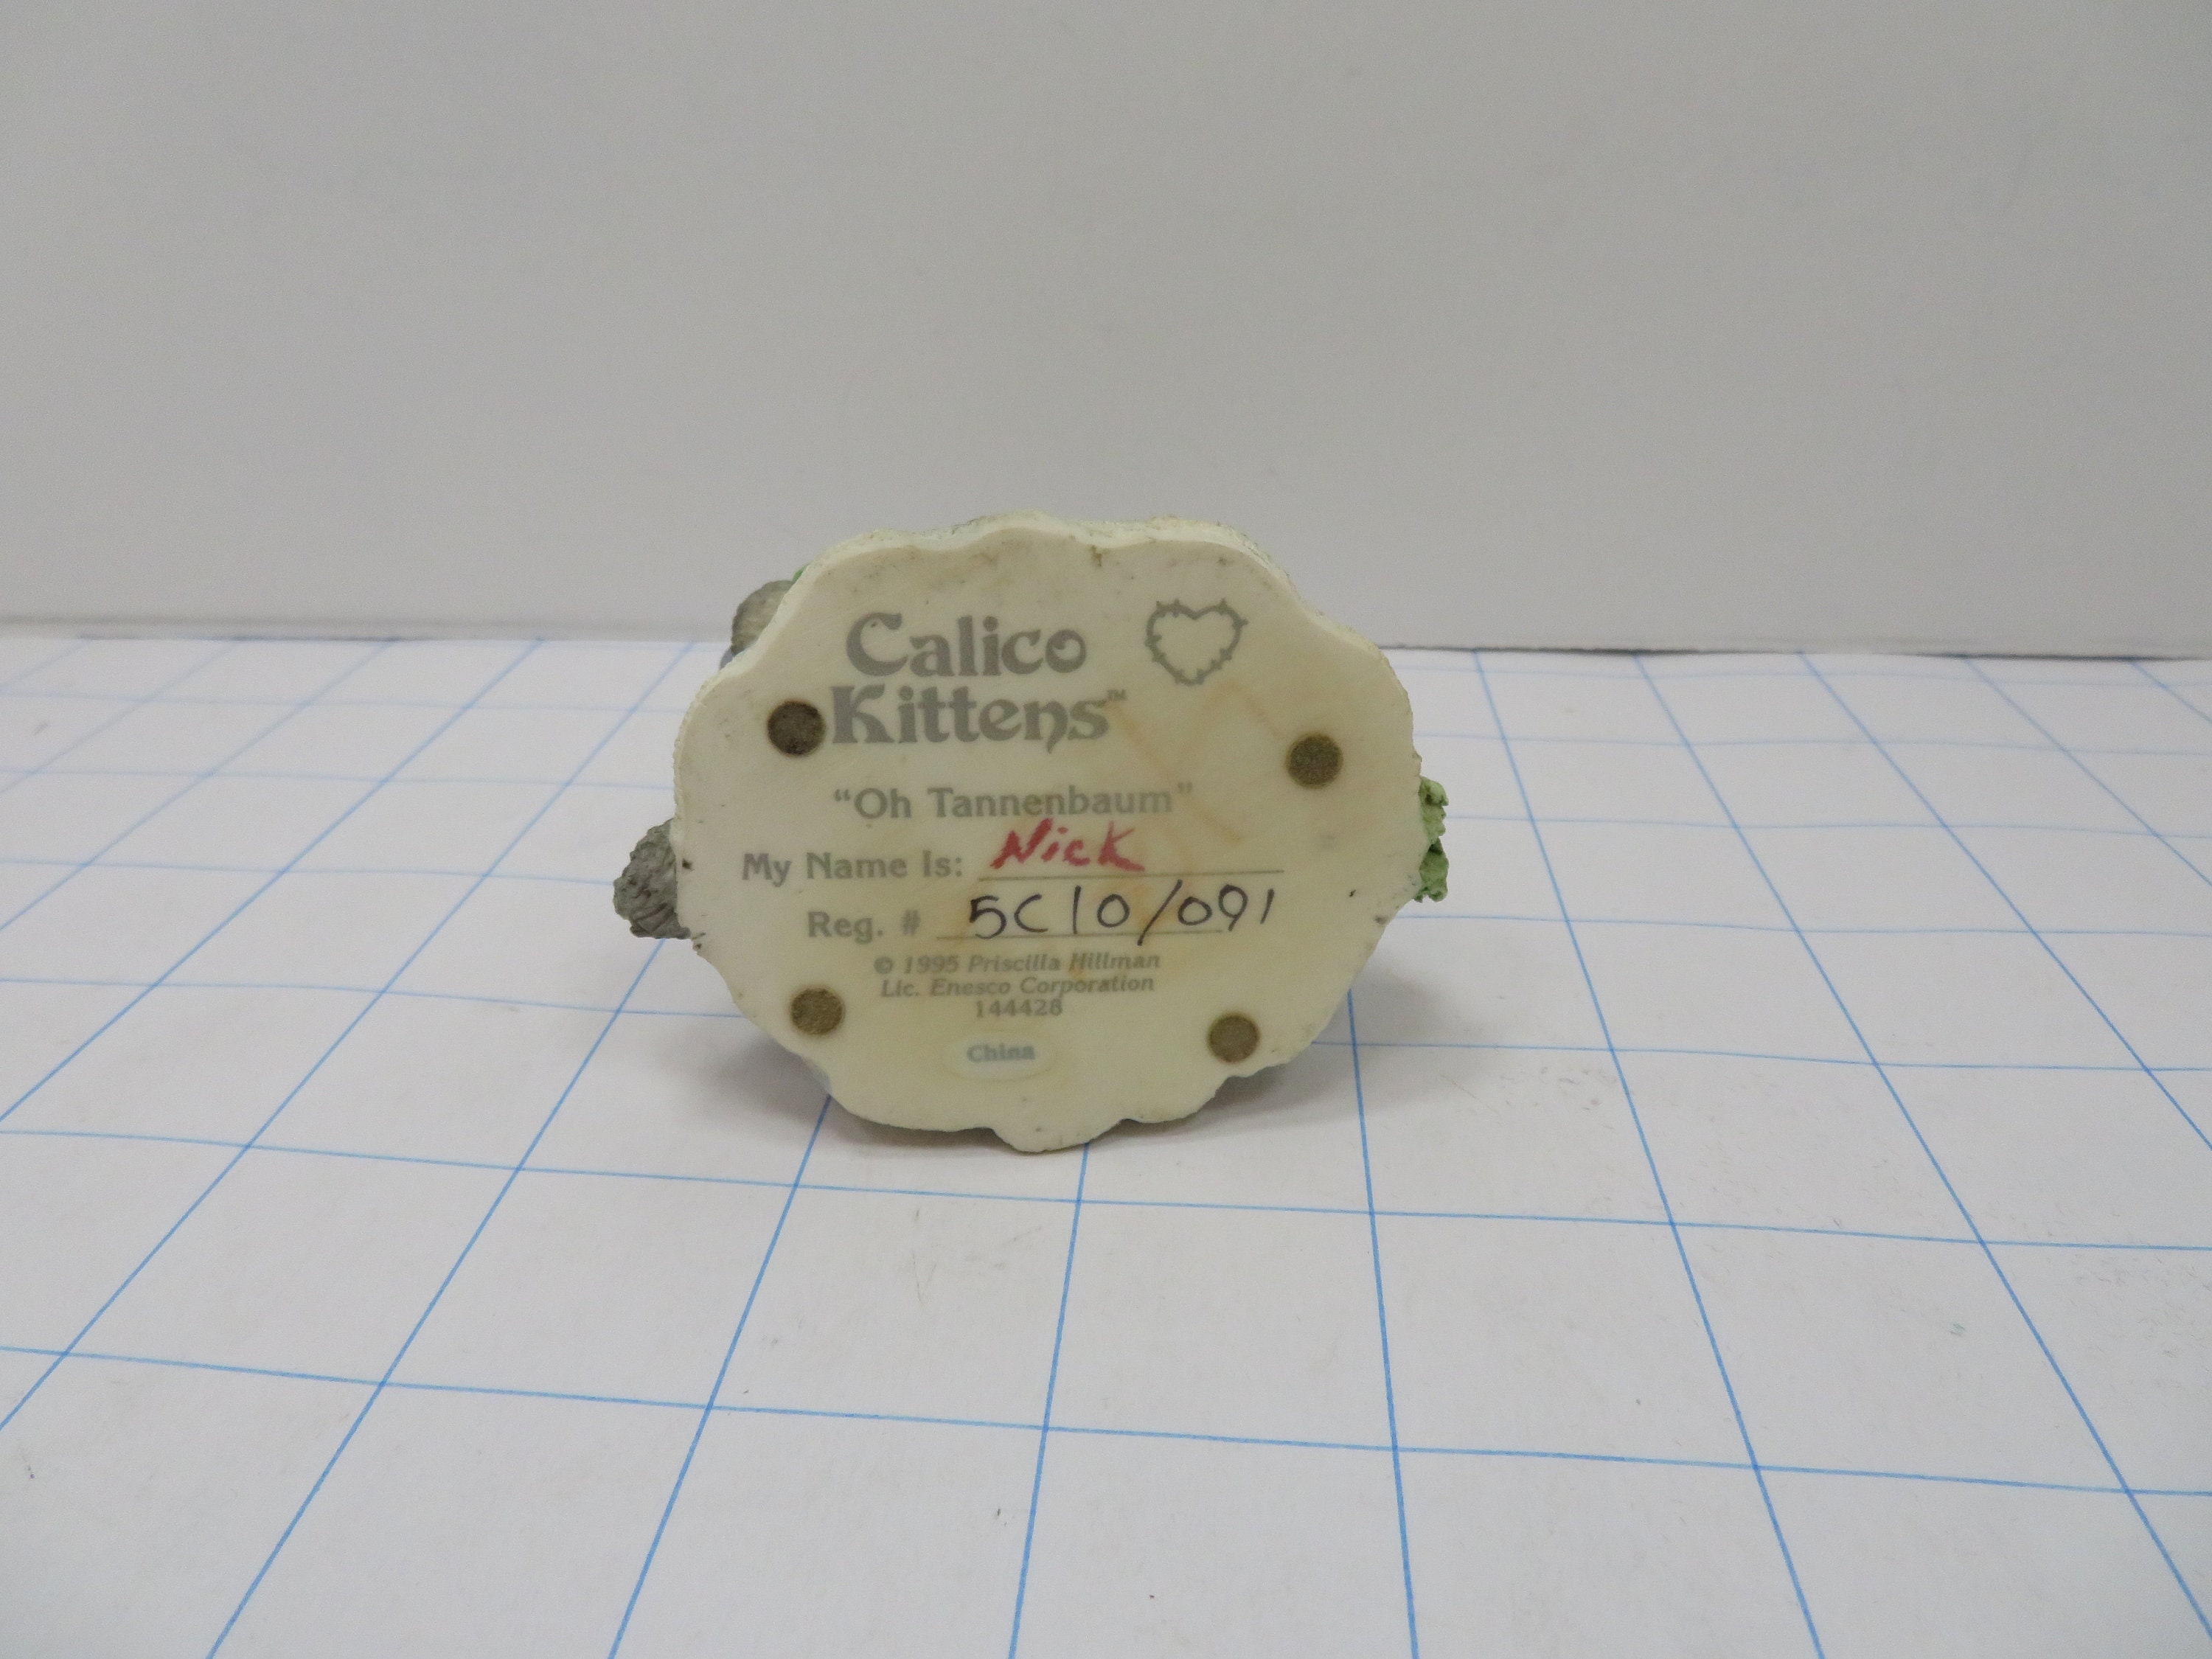 Calico
Kittens™
“Oh Tannenbaum”
My Name Is: Nick
Reg. # 5C10/091
© 1995 Priscilla Hillman
Lic. Enesco Corporation
144428
China